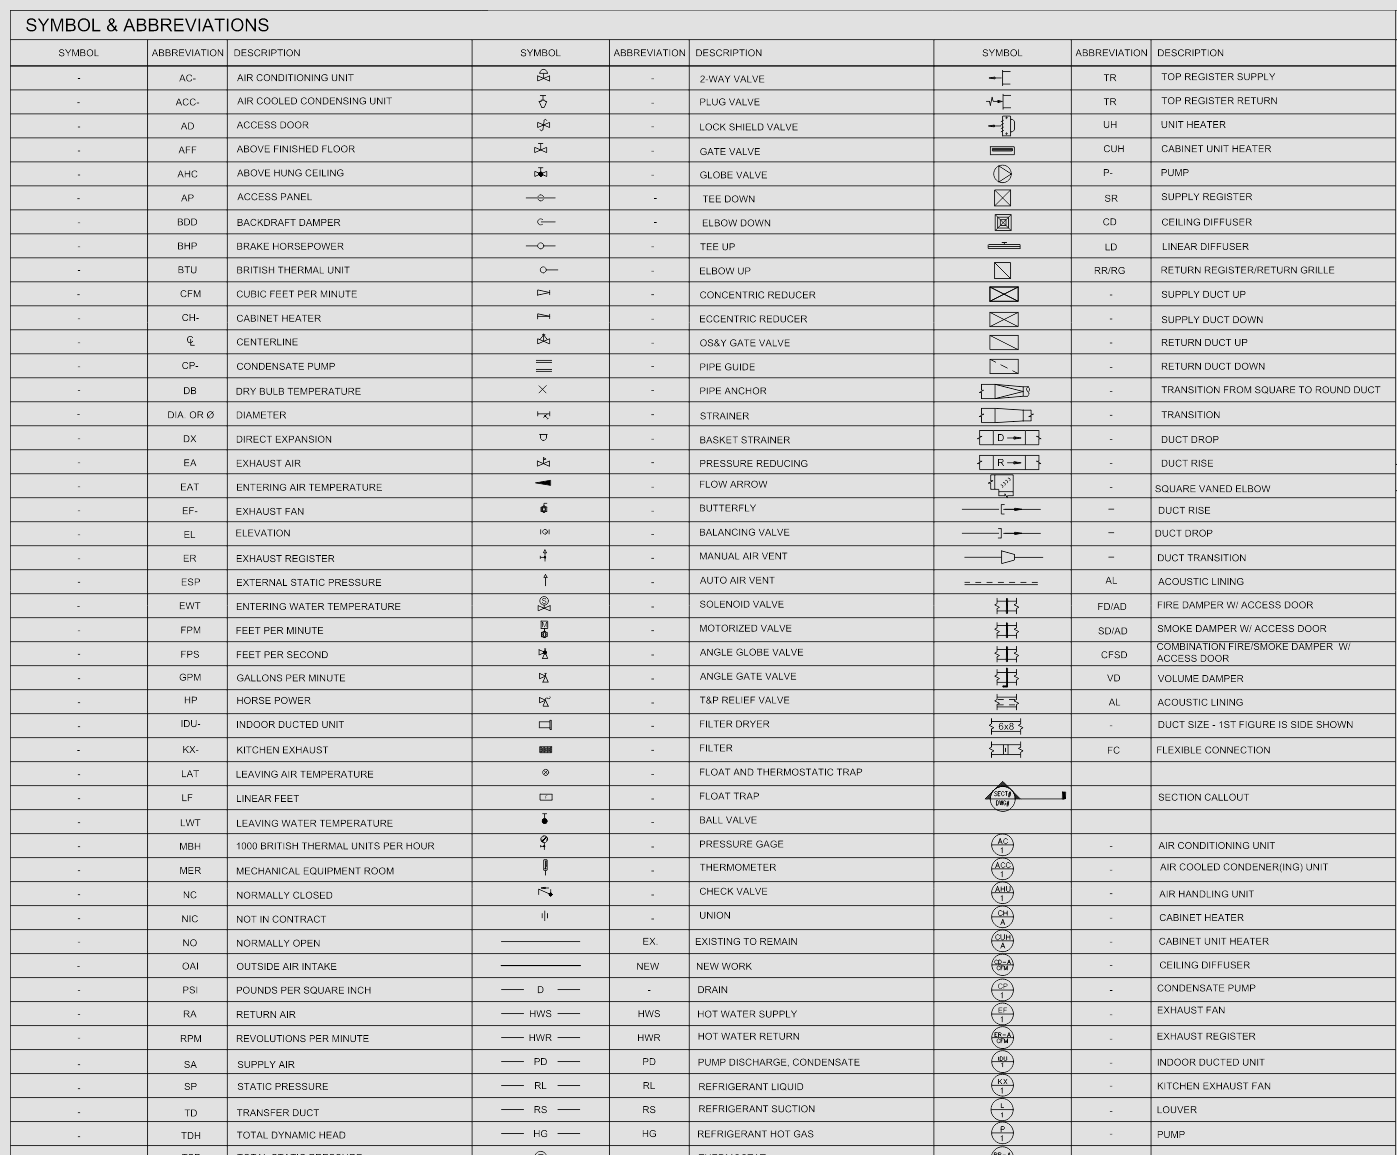 SYMBOL & ABBREVIATIONS
SYMBOL ABBREVIATION DESCRIPTION SYMBOL ABBREVIATION DESCRIPTION SYMBOL ABBREVIATION DESCRIPTION
- AC- AIR CONDITIONING UNIT - 2-WAY VALVE TR TOP REGISTER SUPPLY
- ACC- AIR COOLED CONDENSING UNIT - PLUG VALVE TR TOP REGISTER RETURN
- AD ACCESS DOOR - LOCK SHIELD VALVE UH UNIT HEATER
- AFF ABOVE FINISHED FLOOR - GATE VALVE CUH CABINET UNIT HEATER
- AHC ABOVE HUNG CEILING - GLOBE VALVE P- PUMP
- AP ACCESS PANEL - TEE DOWN SR SUPPLY REGISTER
- BDD BACKDRAFT DAMPER - ELBOW DOWN CD CEILING DIFFUSER
- BHP BRAKE HORSEPOWER - TEE UP LD LINEAR DIFFUSER
- BTU BRITISH THERMAL UNIT - ELBOW UP RR/RG RETURN REGISTER/RETURN GRILLE
- CFM CUBIC FEET PER MINUTE - CONCENTRIC REDUCER - SUPPLY DUCT UP
- CH- CABINET HEATER - ECCENTRIC REDUCER - SUPPLY DUCT DOWN
- ℄ CENTERLINE - OS&Y GATE VALVE - RETURN DUCT UP
- CP- CONDENSATE PUMP - PIPE GUIDE - RETURN DUCT DOWN
- DB DRY BULB TEMPERATURE - PIPE ANCHOR - TRANSITION FROM SQUARE TO ROUND DUCT
- DIA. OR Ø DIAMETER - STRAINER - TRANSITION
- DX DIRECT EXPANSION - BASKET STRAINER D - DUCT DROP
- EA EXHAUST AIR - PRESSURE REDUCING R - DUCT RISE
- EAT ENTERING AIR TEMPERATURE - FLOW ARROW - SQUARE VANED ELBOW
- EF- EXHAUST FAN - BUTTERFLY - DUCT RISE
- EL ELEVATION - BALANCING VALVE - DUCT DROP
- ER EXHAUST REGISTER - MANUAL AIR VENT - DUCT TRANSITION
- ESP EXTERNAL STATIC PRESSURE - AUTO AIR VENT AL ACOUSTIC LINING
- EWT ENTERING WATER TEMPERATURE S - SOLENOID VALVE FD/AD FIRE DAMPER W/ ACCESS DOOR
- FPM FEET PER MINUTE M - MOTORIZED VALVE SD/AD SMOKE DAMPER W/ ACCESS DOOR
- FPS FEET PER SECOND - ANGLE GLOBE VALVE CFSD COMBINATION FIRE/SMOKE DAMPER W/
ACCESS DOOR
- GPM GALLONS PER MINUTE - ANGLE GATE VALVE VD VOLUME DAMPER
- HP HORSE POWER - T&P RELIEF VALVE AL ACOUSTIC LINING
- IDU- INDOOR DUCTED UNIT - FILTER DRYER 6x8 - DUCT SIZE - 1ST FIGURE IS SIDE SHOWN
- KX- KITCHEN EXHAUST - FILTER FC FLEXIBLE CONNECTION
- LAT LEAVING AIR TEMPERATURE - FLOAT AND THERMOSTATIC TRAP
- LF LINEAR FEET - FLOAT TRAP SECT# DWG# SECTION CALLOUT
- LWT LEAVING WATER TEMPERATURE - BALL VALVE
- MBH 1000 BRITISH THERMAL UNITS PER HOUR - PRESSURE GAGE AC 1 - AIR CONDITIONING UNIT
- MER MECHANICAL EQUIPMENT ROOM - THERMOMETER ACC 1 - AIR COOLED CONDENER(ING) UNIT
- NC NORMALLY CLOSED - CHECK VALVE AHU 1 - AIR HANDLING UNIT
- NIC NOT IN CONTRACT - UNION CH A - CABINET HEATER
- NO NORMALLY OPEN EX. EXISTING TO REMAIN CUH A - CABINET UNIT HEATER
- OAI OUTSIDE AIR INTAKE NEW NEW WORK CD-A CFM - CEILING DIFFUSER
- PSI POUNDS PER SQUARE INCH D - DRAIN CP 1 - CONDENSATE PUMP
- RA RETURN AIR HWS HWS HOT WATER SUPPLY EF 1 - EXHAUST FAN
- RPM REVOLUTIONS PER MINUTE HWR HWR HOT WATER RETURN ER-A CFM - EXHAUST REGISTER
- SA SUPPLY AIR PD PD PUMP DISCHARGE, CONDENSATE IDU 1 - INDOOR DUCTED UNIT
- SP STATIC PRESSURE RL RL REFRIGERANT LIQUID KX 1 - KITCHEN EXHAUST FAN
- TD TRANSFER DUCT RS RS REFRIGERANT SUCTION L 1 - LOUVER
- TDH TOTAL DYNAMIC HEAD HG HG REFRIGERANT HOT GAS P 1 - PUMP